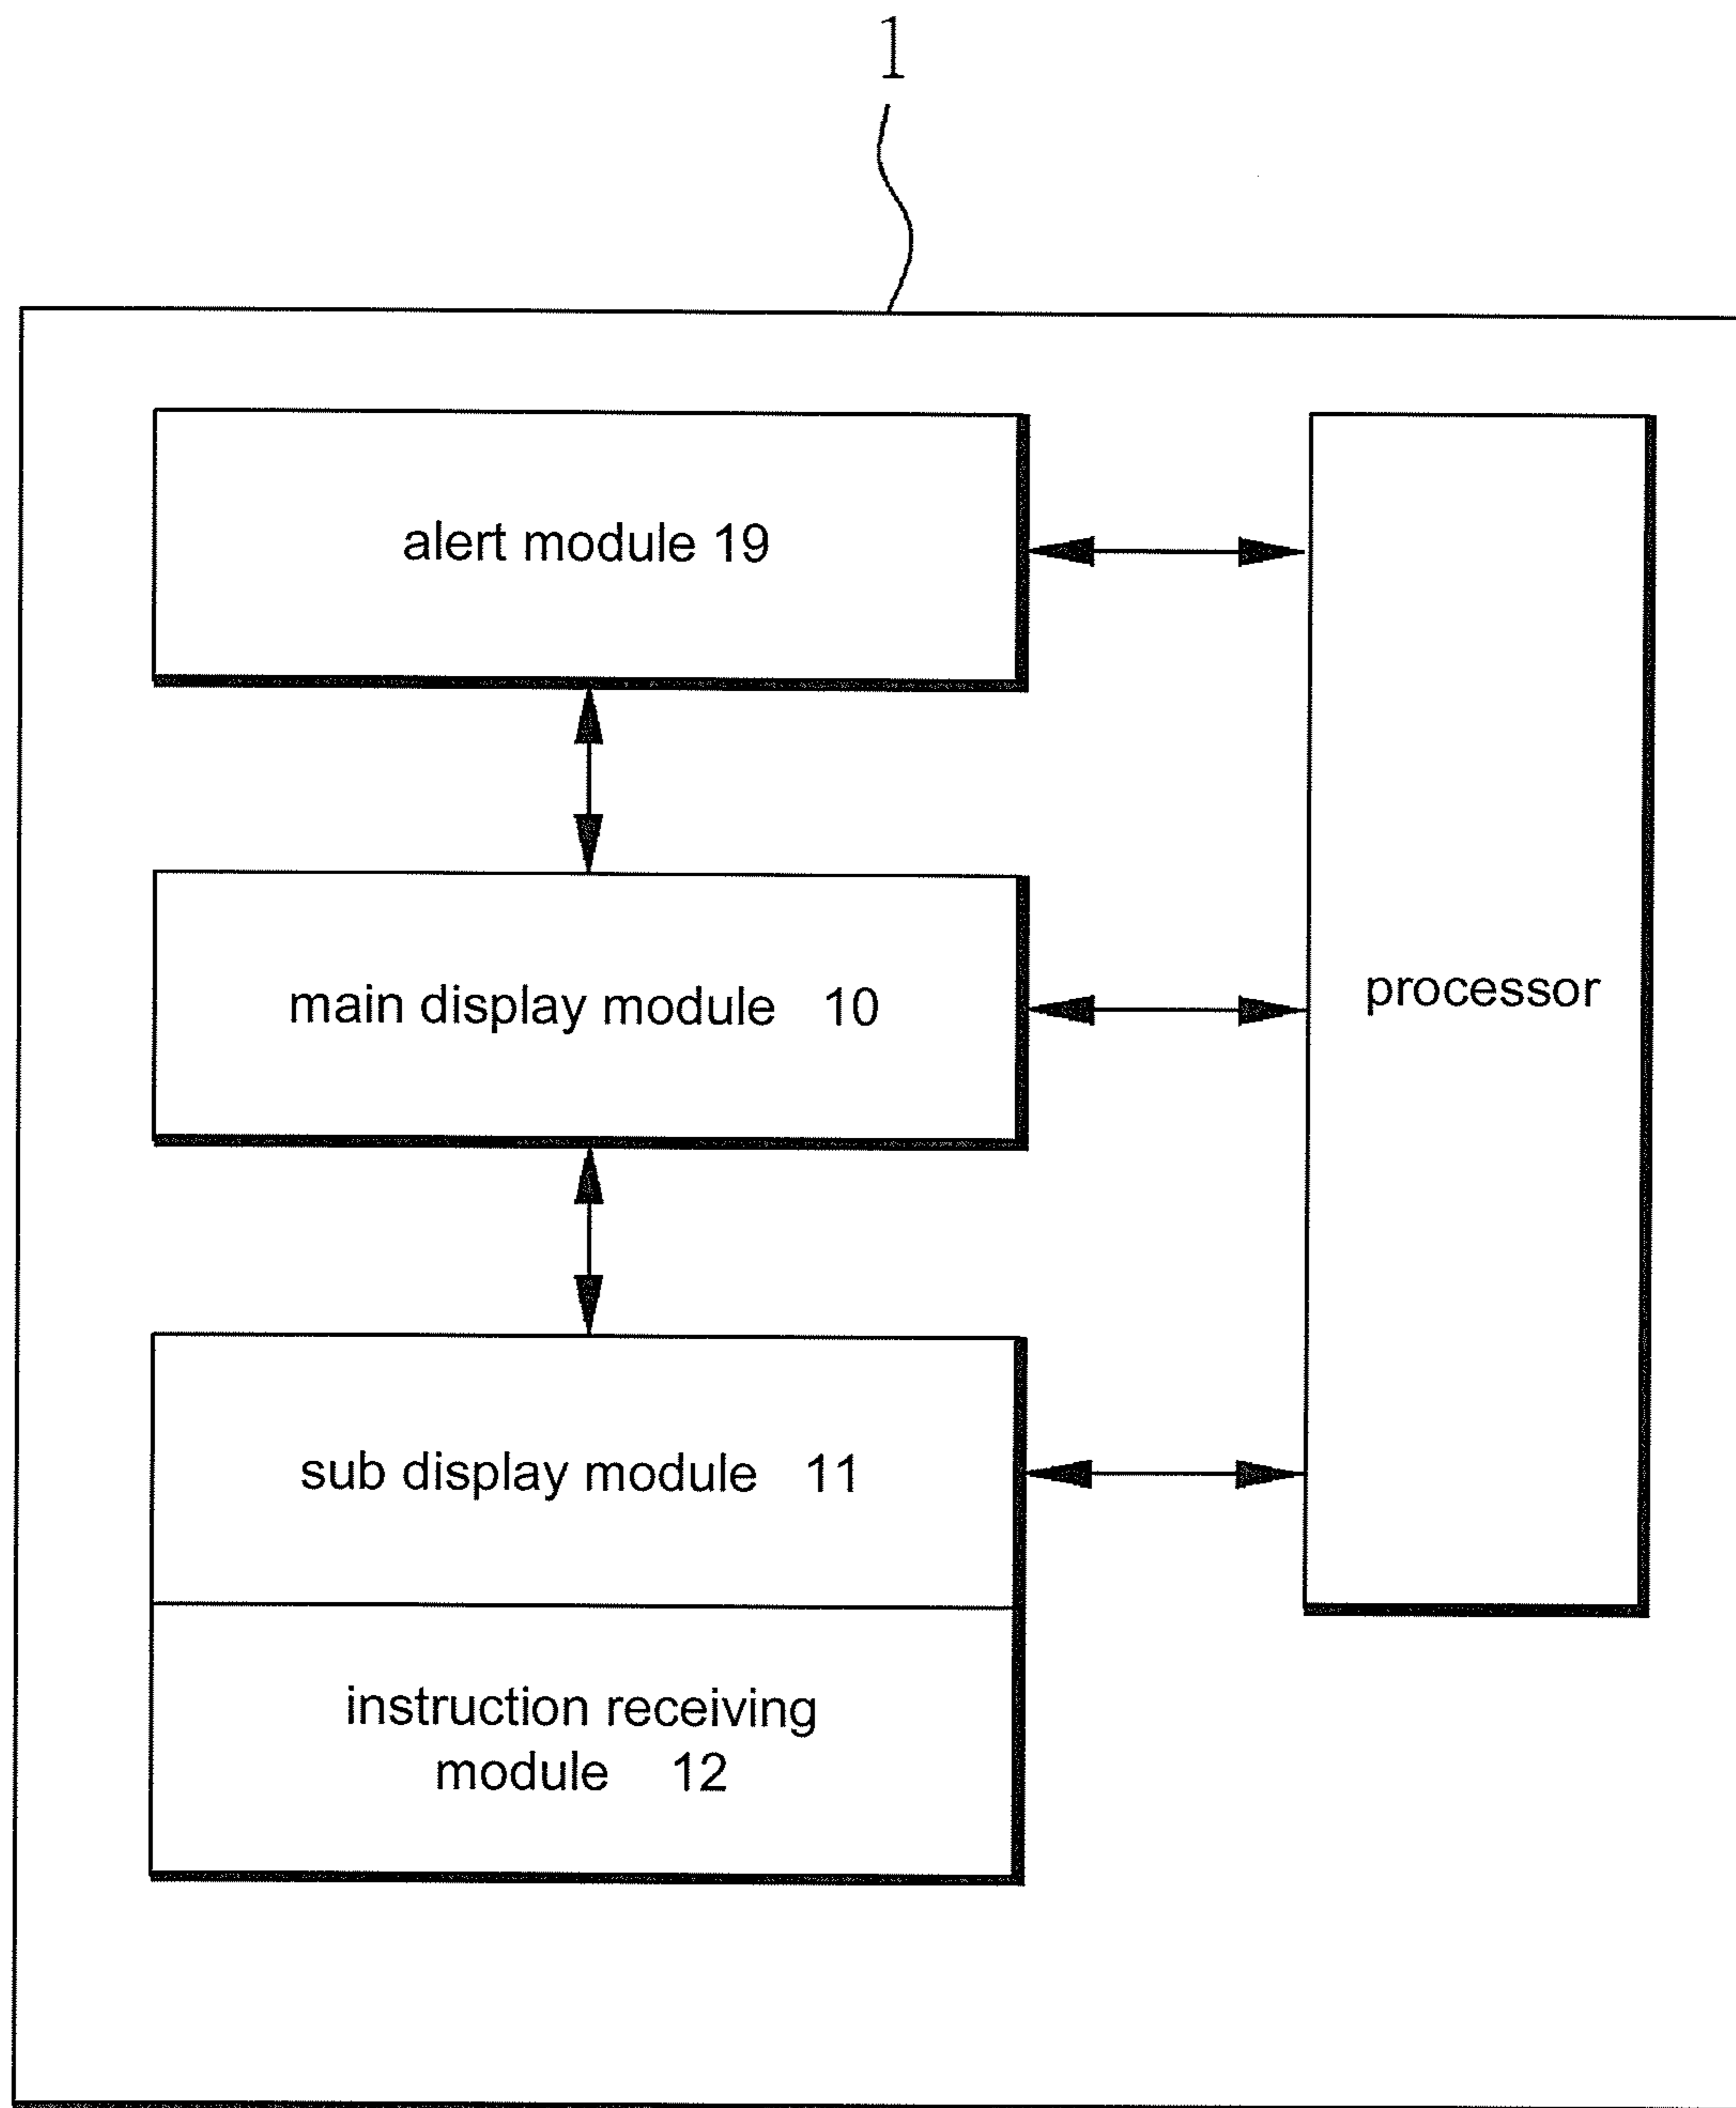 1
alert module 19
main display module 10
processor
sub display module 11
instruction receiving
module 12